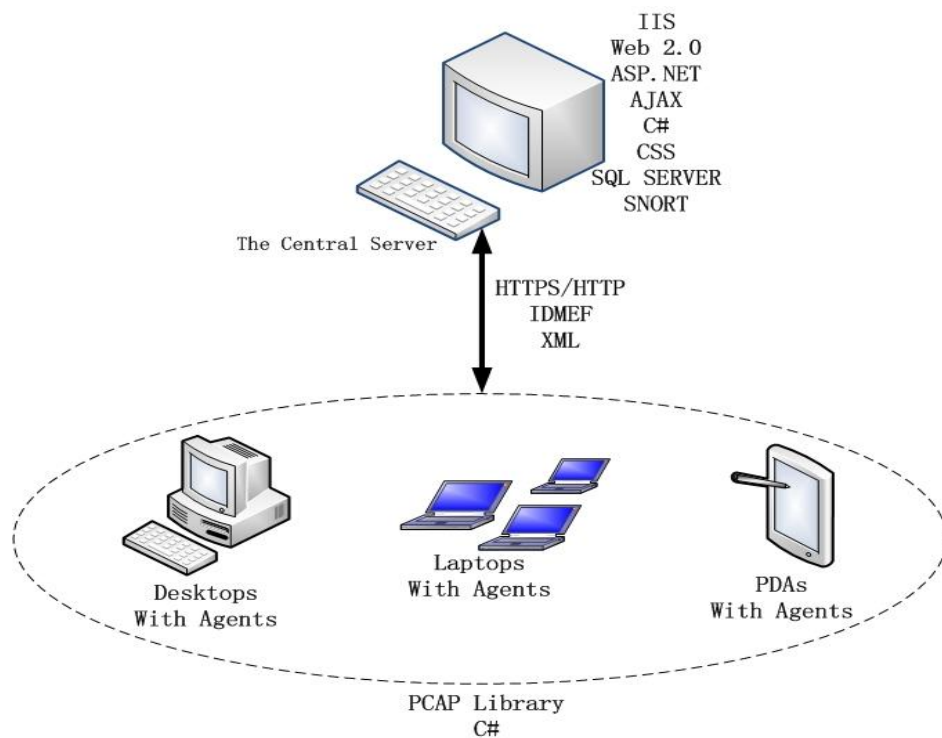 IIS
Web 2.0
ASP.NET
AJAX
C#
CSS
SQL SERVER
SNORT
The Central Server
HTTPS/HTTP
IDMEF
XML
Desktops
With Agents
Laptops
With Agents
PDAs
With Agents
PCAP Library
C#